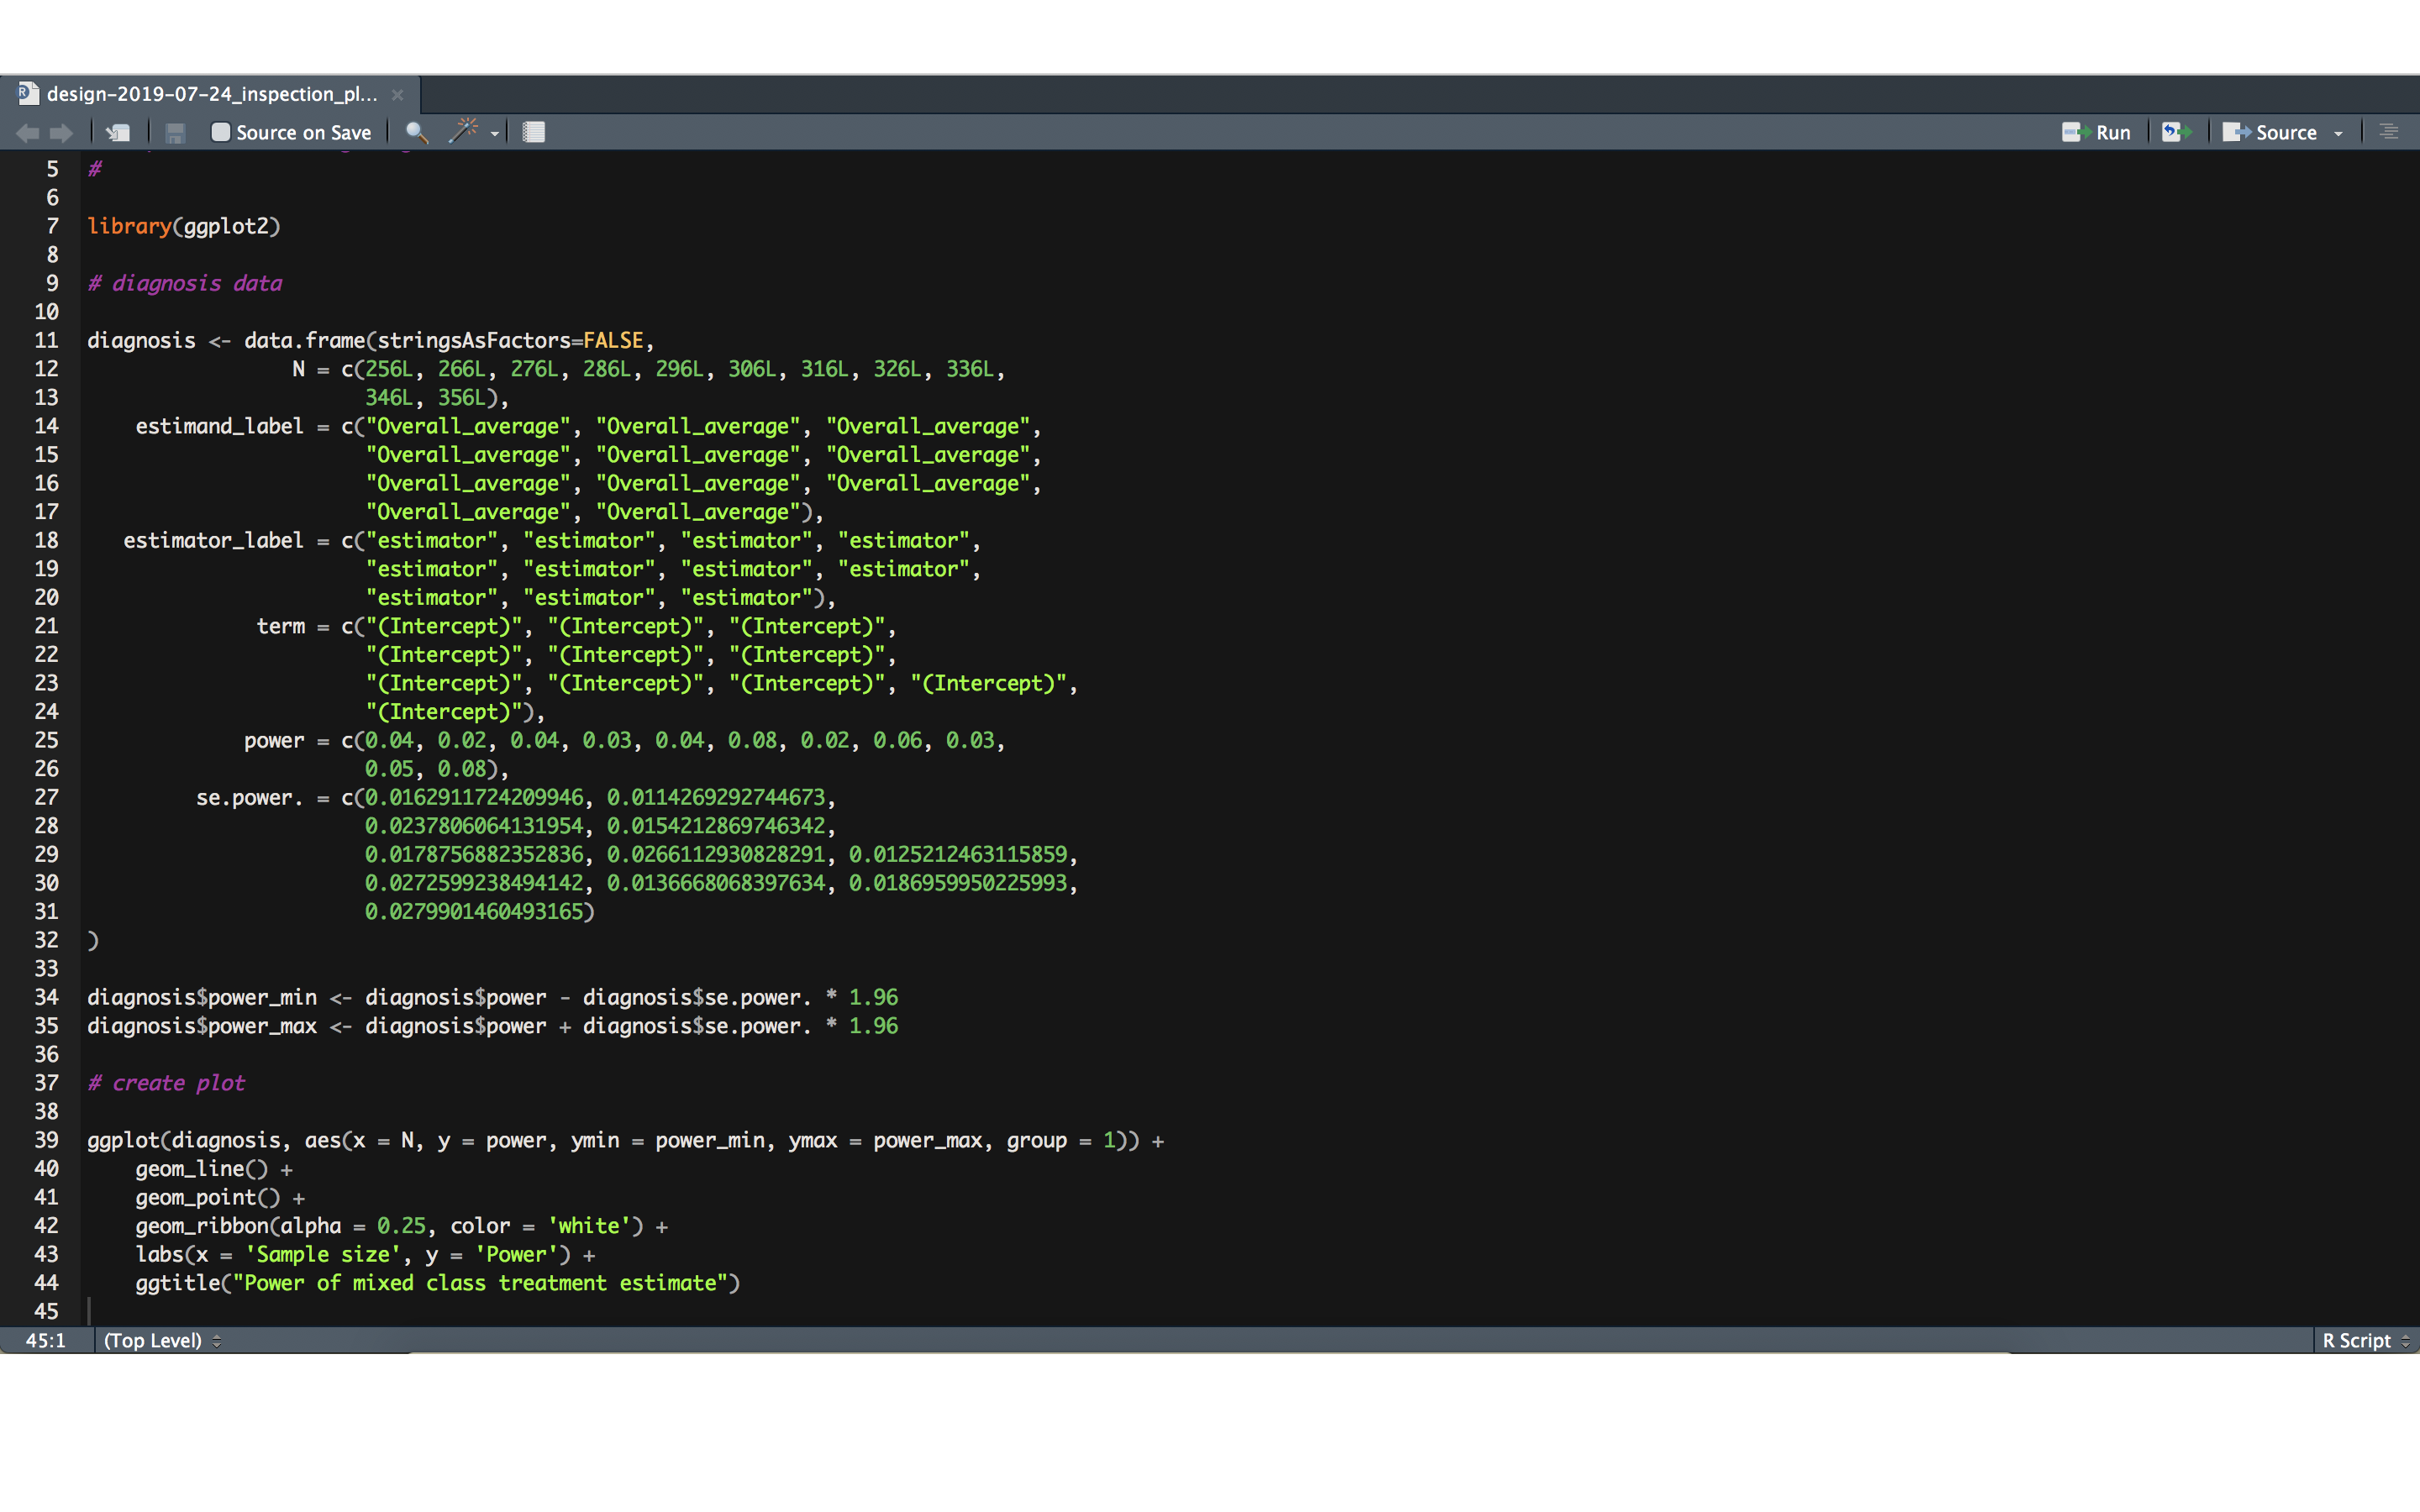 design-2019-07-24_inspection_pl...
Source on Save
Run
Source
5 #
6
7 library(ggplot2)
8
9 # diagnosis data
10
11 diagnosis <- data.frame(stringsAsFactors=FALSE,
12 N = c(256L, 266L, 276L, 286L, 296L, 306L, 316L, 326L, 336L,
13 346L, 356L),
14 estimand_label = c("Overall_average", "Overall_average", "Overall_average",
15 "Overall_average", "Overall_average", "Overall_average",
16 "Overall_average", "Overall_average", "Overall_average",
17 "Overall_average", "Overall_average"),
18 estimator_label = c("estimator", "estimator", "estimator", "estimator",
19 "estimator", "estimator", "estimator", "estimator",
20 "estimator", "estimator", "estimator"),
21 term = c("(Intercept)", "(Intercept)", "(Intercept)",
22 "(Intercept)", "(Intercept)", "(Intercept)",
23 "(Intercept)", "(Intercept)", "(Intercept)", "(Intercept)",
24 "(Intercept)"),
25 power = c(0.04, 0.02, 0.04, 0.03, 0.04, 0.08, 0.02, 0.06, 0.03,
26 0.05, 0.08),
27 se.power. = c(0.0162911724209946, 0.0114269292744673,
28 0.0237806064131954, 0.0154212869746342,
29 0.0178756882352836, 0.0266112930828291, 0.0125212463115859,
30 0.0272599238494142, 0.0136668068397634, 0.0186959950225993,
31 0.0279901460493165)
32 )
33
34 diagnosis$power_min <- diagnosis$power - diagnosis$se.power. * 1.96
35 diagnosis$power_max <- diagnosis$power + diagnosis$se.power. * 1.96
36
37 # create plot
38
39 ggplot(diagnosis, aes(x = N, y = power, ymin = power_min, ymax = power_max, group = 1)) +
40 geom_line() +
41 geom_point() +
42 geom_ribbon(alpha = 0.25, color = 'white') +
43 labs(x = 'Sample size', y = 'Power') +
44 ggtitle("Power of mixed class treatment estimate")
45
45:1 (Top Level)
R Script